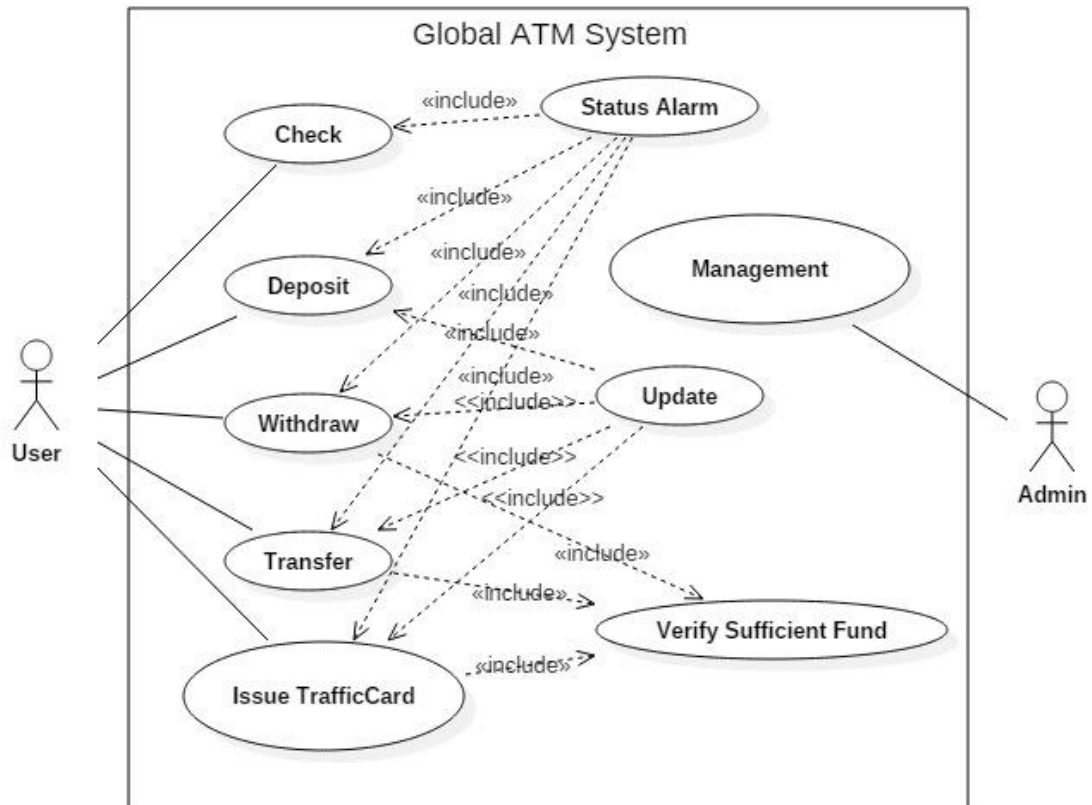 Global ATM System
«include»
Status Alarm
Check
«include»
«include»
Management
Deposit
«include»
«include»
«include»
Update
<<include>>
Withdraw
User
<<include>>
Admin
<<include>>
«include»
Transfer
«include»
Verify Sufficient Fund
«include»
Issue TrafficCard